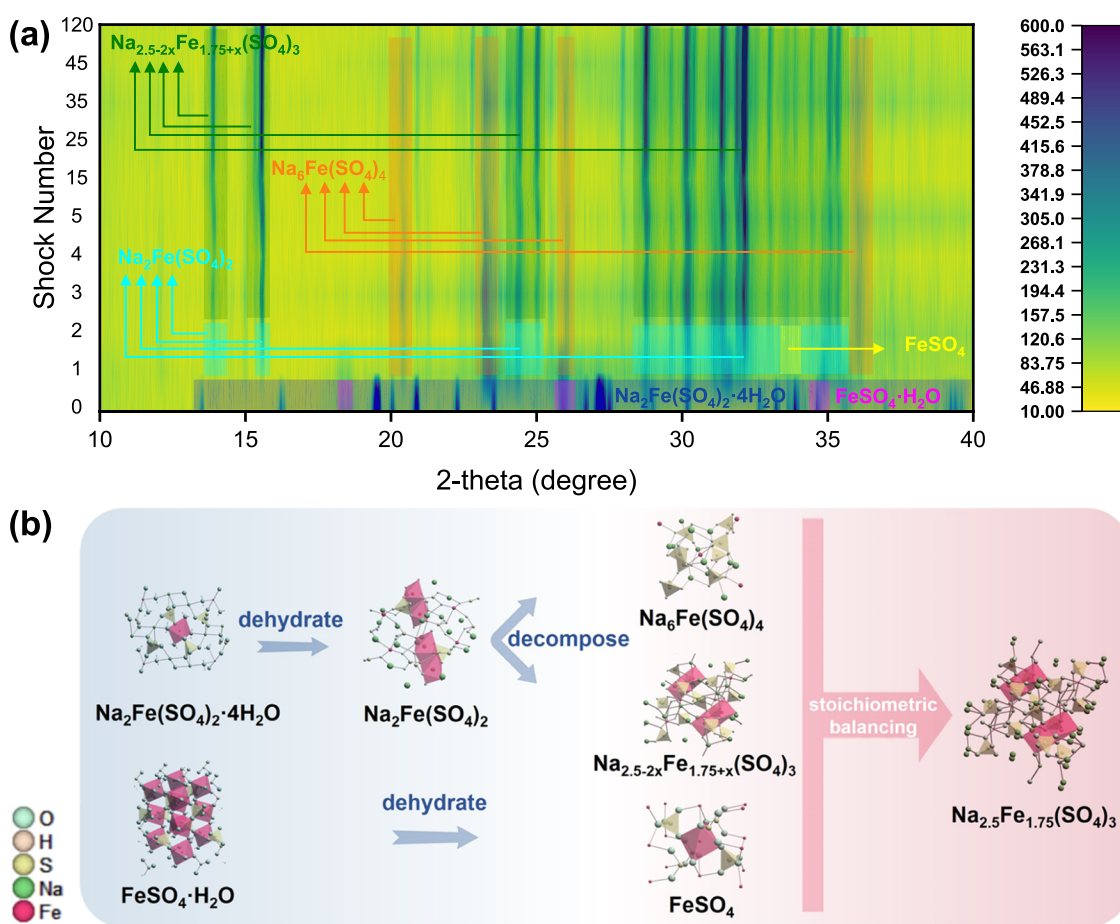 (a)
Shock Number
120
45
35
25
15
5
4
3
2
1
0
Na2.5-2xFe1.75+x(SO4)3
Na6Fe(SO4)4
Na2Fe(SO4)2
FeSO4
Na2Fe(SO4)2·4H2O
FeSO4·H2O
10 15 20 25 30 35 40
2-theta (degree)
600.0
563.1
526.3
489.4
452.5
415.6
378.8
341.9
305.0
268.1
231.3
194.4
157.5
120.6
83.75
46.88
10.00
(b)
dehydrate
Na2Fe(SO4)2·4H2O
Na2Fe(SO4)2
decompose
Na6Fe(SO4)4
Na2.5-2xFe1.75+x(SO4)3
stoichiometric
balancing
Na2.5Fe1.75(SO4)3
dehydrate
FeSO4·H2O
FeSO4
O
H
S
Na
Fe